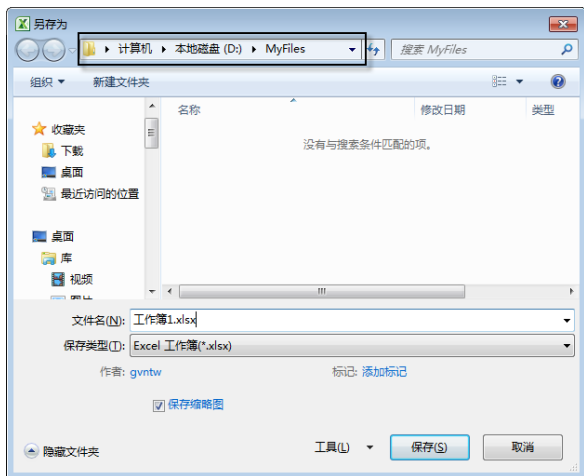 另存为
计算机 ▸ 本地磁盘 (D:) ▸ MyFiles
搜索 MyFiles
组织 新建文件夹
名称 修改日期 类型
没有与搜索条件匹配的项。
收藏夹
下载
桌面
最近访问的位置
桌面
库
视频
文件名(N): 工作簿1.xlsx
保存类型(T): Excel 工作簿(*.xlsx)
作者: gvntw 标记: 添加标记
保存缩略图
隐藏文件夹 工具(L) 保存(S) 取消